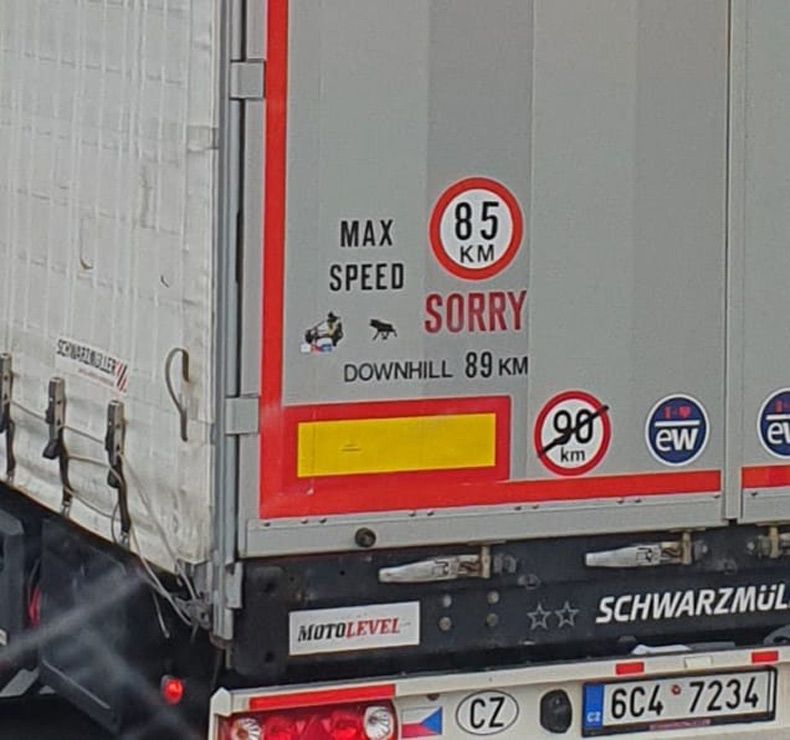 85
KM
MAX
SPEED
SORRY
DOWNHILL 89 KM
90
km
I ❤
ew
SCHWARZMÜLLER
MOTOLEVEL
SCHWARZMÜL
CZ
CZ
6C4 7234